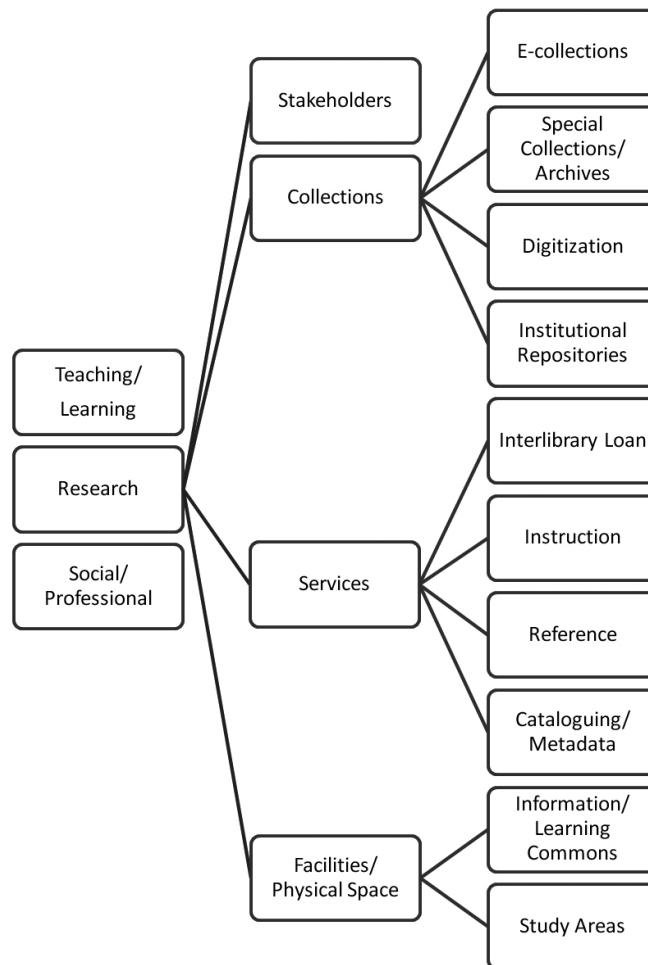 Teaching/
Learning
Research
Social/
Professional
Stakeholders
Collections
Services
Facilities/
Physical Space
E-collections
Special
Collections/
Archives
Digitization
Institutional
Repositories
Interlibrary Loan
Instruction
Reference
Cataloguing/
Metadata
Information/
Learning
Commons
Study Areas